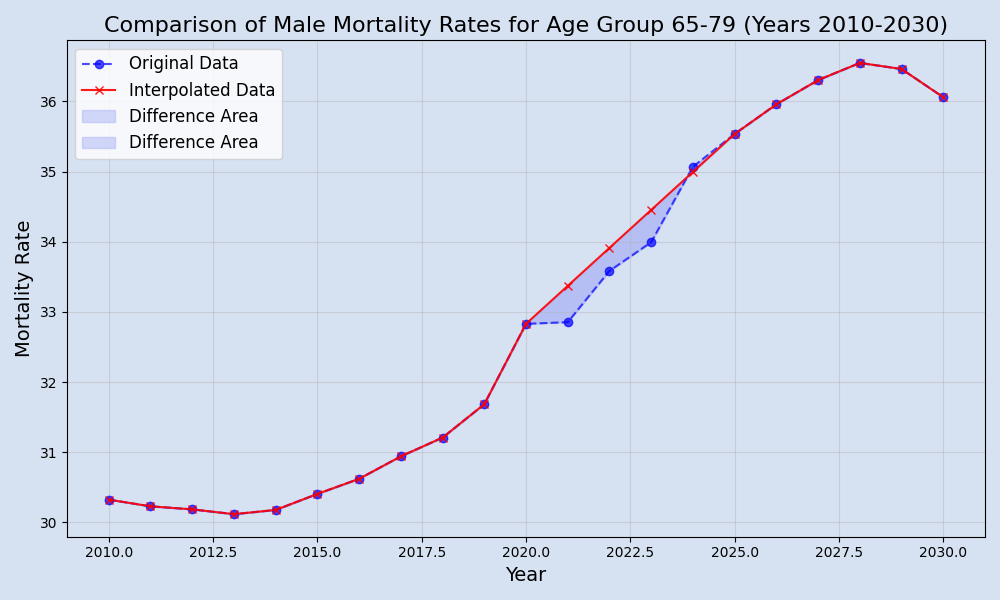 Comparison of Male Mortality Rates for Age Group 65-79 (Years 2010-2030)
Original Data
Interpolated Data
Difference Area
Difference Area
Mortality Rate
36
35
34
33
32
31
30
2010.0 2012.5 2015.0 2017.5 2020.0 2022.5 2025.0 2027.5 2030.0
Year